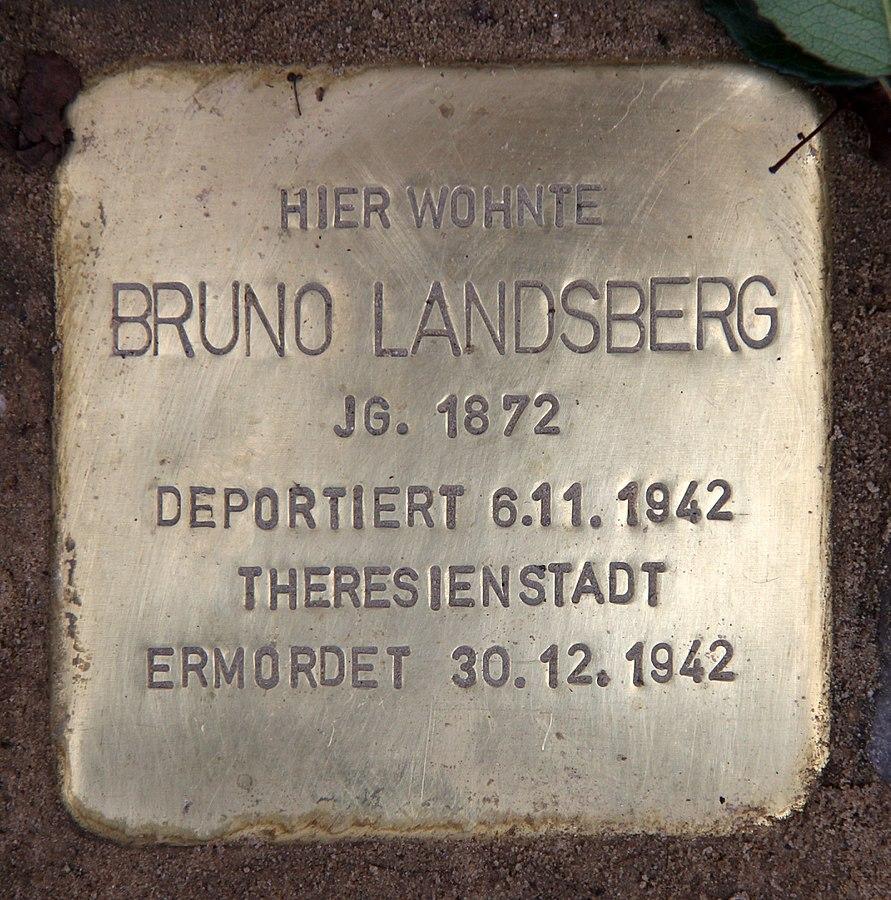 HIER WOHNTE
BRUNO LANDSBERG
JG. 1872
DEPORTIERT 6.11.1942
THERESIENSTADT
ERMORDET 30.12.1942